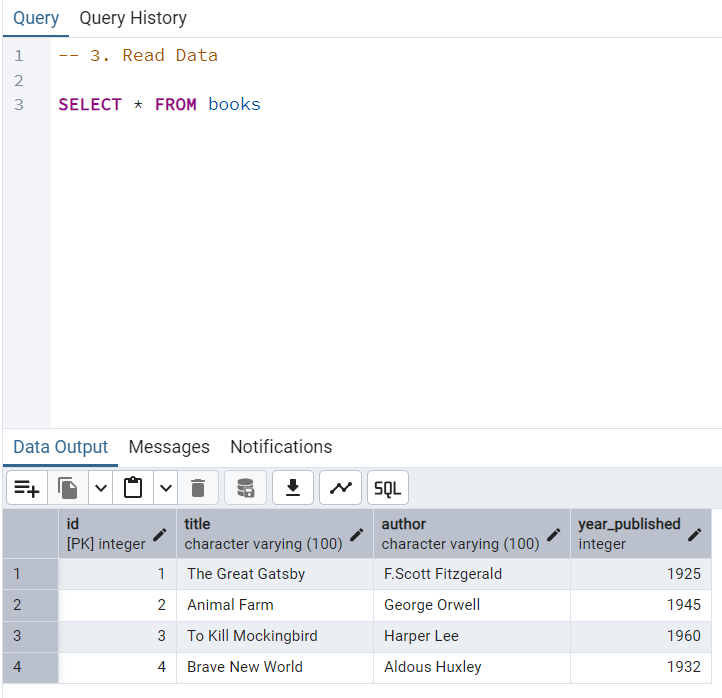 Query Query History
1 -- 3. Read Data
2
3 SELECT * FROM books
Data Output Messages Notifications
SQL
id title author year_published
[PK] integer character varying (100) character varying (100) integer
1 1 The Great Gatsby F.Scott Fitzgerald 1925
2 2 Animal Farm George Orwell 1945
3 3 To Kill Mockingbird Harper Lee 1960
4 4 Brave New World Aldous Huxley 1932